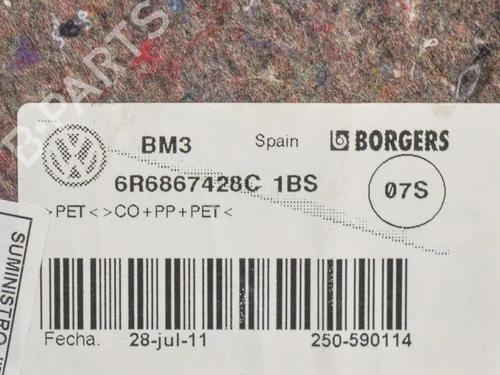 B-PARTS
BM3 Spain BORGERS
6R6867428C 1BS
>PET<>CO+PP+PET< 07S
Fecha. 28-jul-11 250-590114
SUMINISTRO